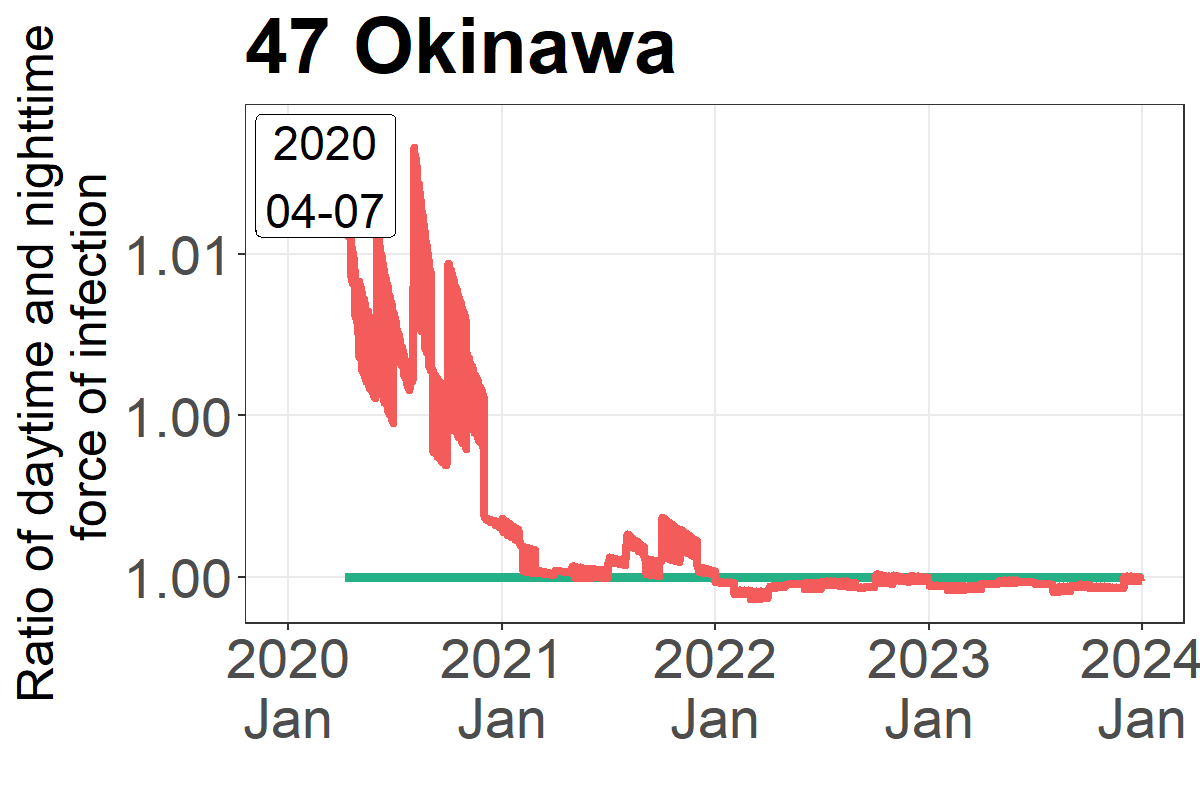 47 Okinawa
Ratio of daytime and nighttime
force of infection
2020
04-07
1.01
1.00
1.00
2020
Jan
2021
Jan
2022
Jan
2023
Jan
2024
Jan